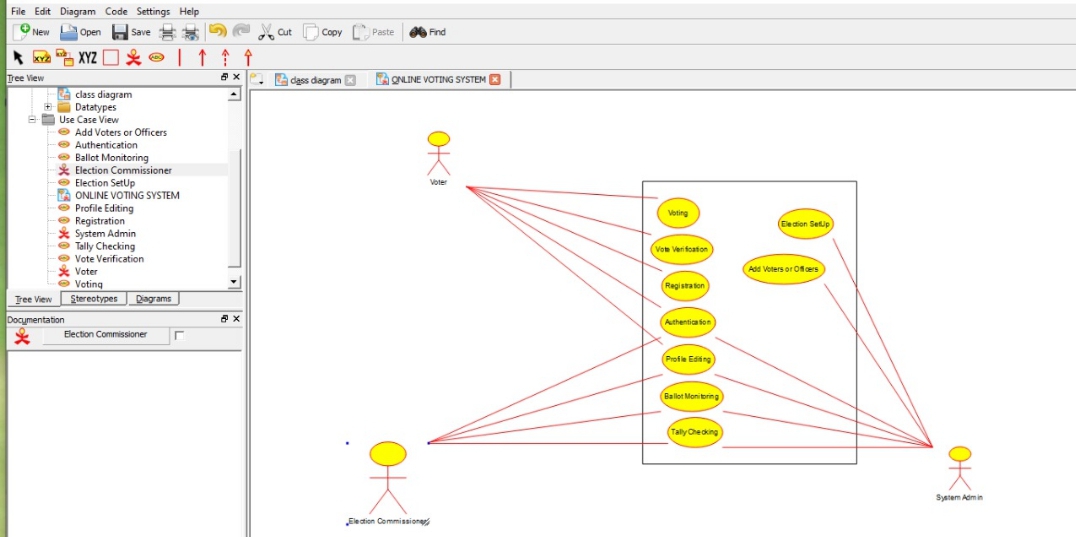 File Edit Diagram Code Settings Help
New Open Save Cut Copy Paste Find
XYZ XYZ XYZ
Tree View
class diagram ONLINE VOTING SYSTEM
class diagram
Datatypes
Use Case View
Add Voters or Officers
Authentication
Ballot Monitoring
Election Commissioner
Election SetUp
ONLINE VOTING SYSTEM
Profile Editing
Registration
System Admin
Tally Checking
Vote Verification
Voter
Voting
Tree View Stereotypes Diagrams
Documentation
Election Commissioner
Voter
Voting
Election SetUp
Vote Verification
Add Voters or Officers
Registration
Authentication
Profile Editing
Ballot Monitoring
Tally Checking
Election Commissioner
System Admin